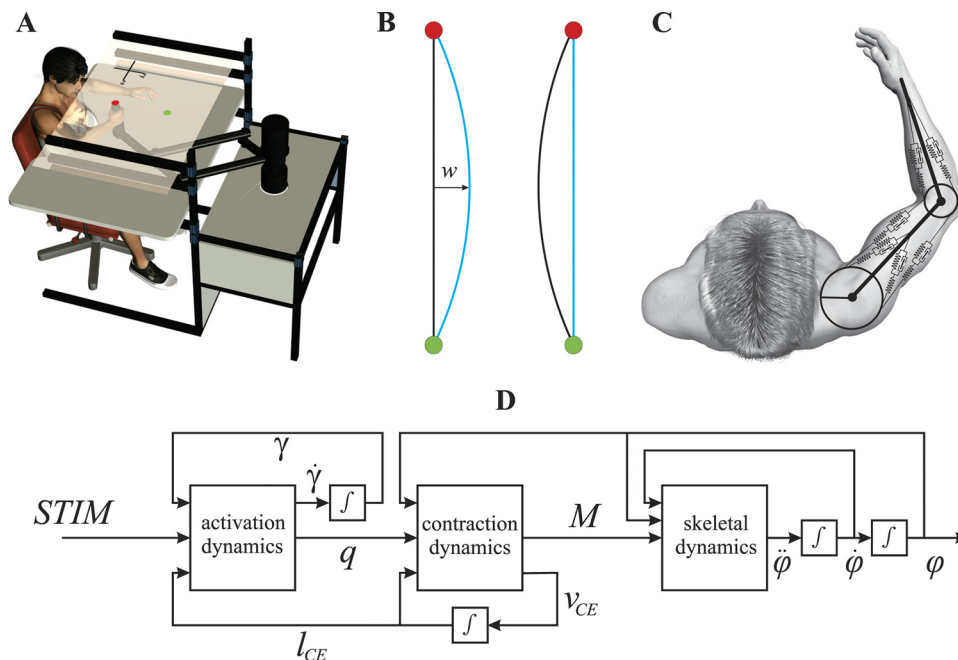 A
B
C
w
D
γ
γ̇
∫
STIM
activation
dynamics
q
contraction
dynamics
M
skeletal
dynamics
φ̈
∫
φ̇
∫
φ
v_CE
∫
l_CE